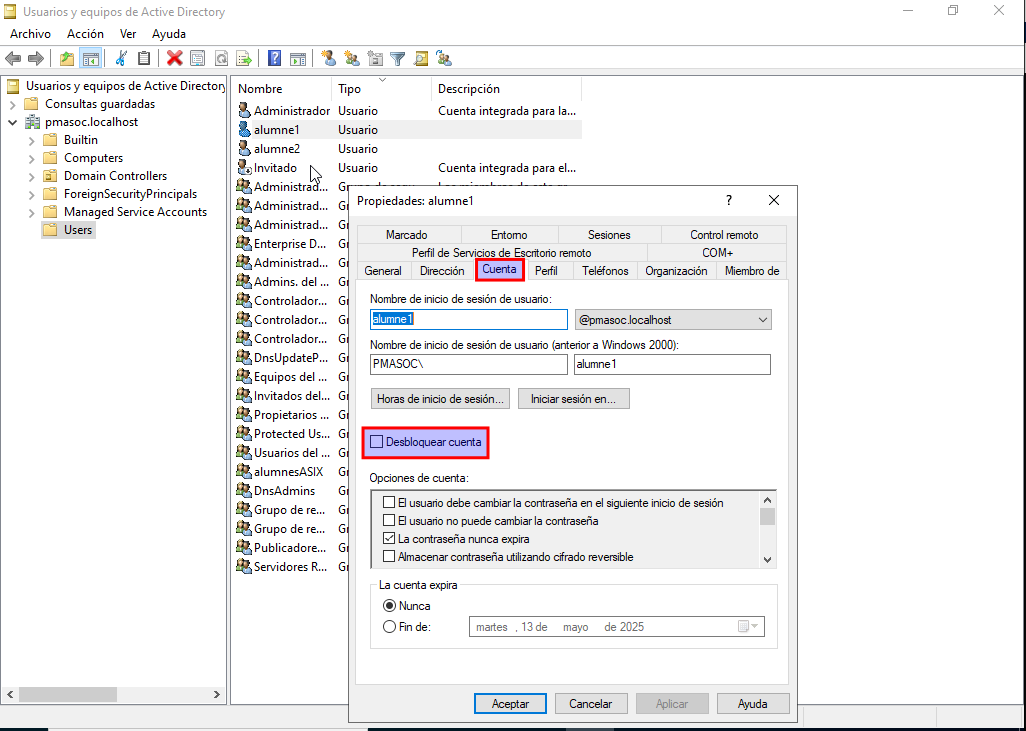 Usuarios y equipos de Active Directory
Archivo Acción Ver Ayuda
Usuarios y equipos de Active Directory
Consultas guardadas
pmasoc.localhost
Builtin
Computers
Domain Controllers
ForeignSecurityPrincipals
Managed Service Accounts
Users
Nombre Tipo Descripción
Administrador Usuario Cuenta integrada para la...
alumne1 Usuario
alumne2 Usuario
Invitado Usuario Cuenta integrada para el...
Administrad...
Administrad... Gr
Administrad... Gr
Enterprise D... Gr
Administrad... Gr
Admins. del ... Gr
Controlador... Gr
Controlador... Gr
Controlador... Gr
DnsUpdateP... Gr
Equipos del ... Gr
Invitados del... Gr
Propietarios ... Gr
Protected Us... Gr
Usuarios del ... Gr
alumnesASIX Gr
DnsAdmins Gr
Grupo de re... Gr
Grupo de re... Gr
Publicadore... Gr
Servidores R... Gr
Propiedades: alumne1
?
Marcado Entorno Sesiones Control remoto
Perfil de Servicios de Escritorio remoto COM+
General Dirección Cuenta Perfil Teléfonos Organización Miembro de
Nombre de inicio de sesión de usuario:
alumne1 @pmasoc.localhost
Nombre de inicio de sesión de usuario (anterior a Windows 2000):
PMASOC\ alumne1
Horas de inicio de sesión... Iniciar sesión en...
Desbloquear cuenta
Opciones de cuenta:
El usuario debe cambiar la contraseña en el siguiente inicio de sesión
El usuario no puede cambiar la contraseña
La contraseña nunca expira
Almacenar contraseña utilizando cifrado reversible
La cuenta expira
Nunca
Fin de: martes , 13 de mayo de 2025
Aceptar Cancelar Aplicar Ayuda